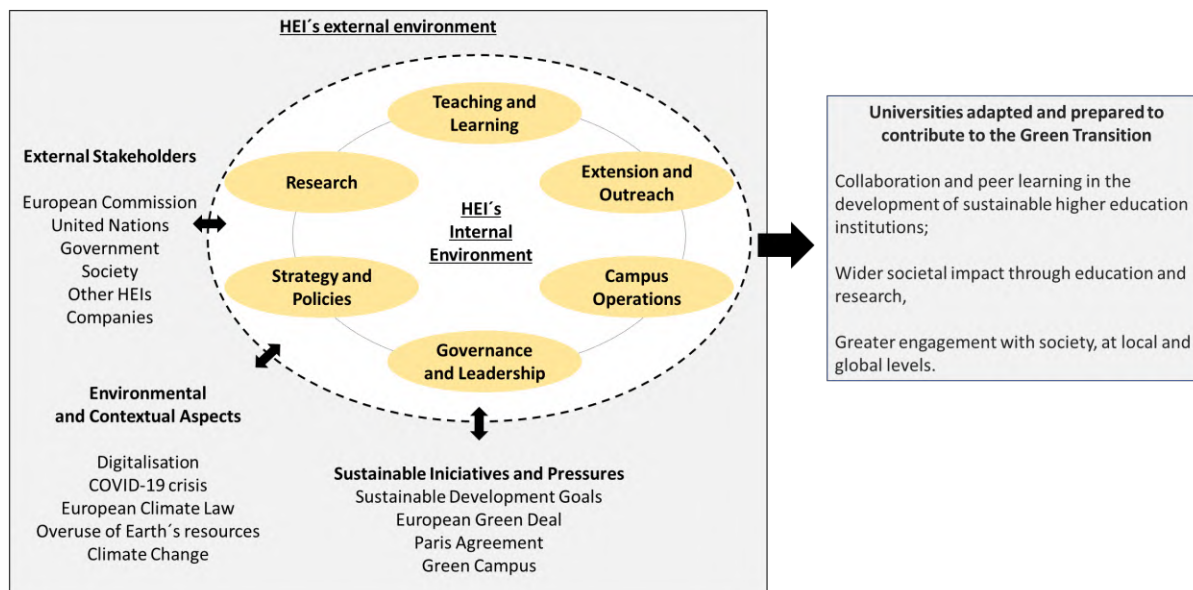 HEI´s external environment
Teaching and
Learning
Research
Extension and
Outreach
HEI´s
Internal
Environment
Strategy and
Policies
Campus
Operations
Governance
and Leadership
External Stakeholders
European Commission
United Nations
Government
Society
Other HEIs
Companies
Environmental
and Contextual Aspects
Digitalisation
COVID-19 crisis
European Climate Law
Overuse of Earth´s resources
Climate Change
Sustainable Iniciatives and Pressures
Sustainable Development Goals
European Green Deal
Paris Agreement
Green Campus
Universities adapted and prepared to
contribute to the Green Transition
Collaboration and peer learning in the
development of sustainable higher education
institutions;
Wider societal impact through education and
research,
Greater engagement with society, at local and
global levels.